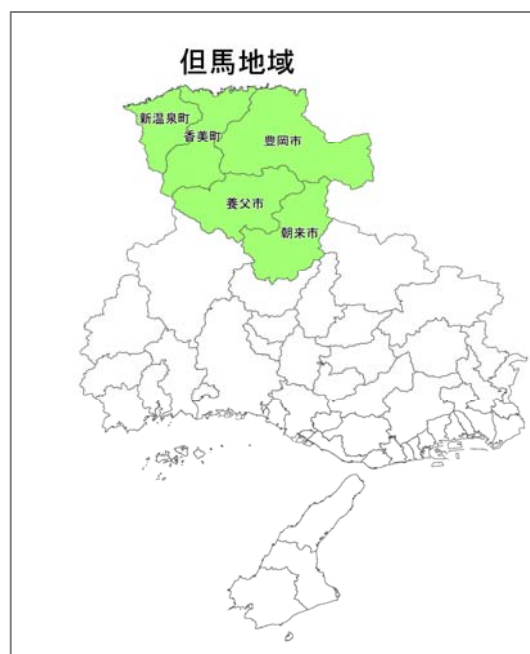 但馬地域
新温泉町
香美町
豊岡市
養父市
朝来市